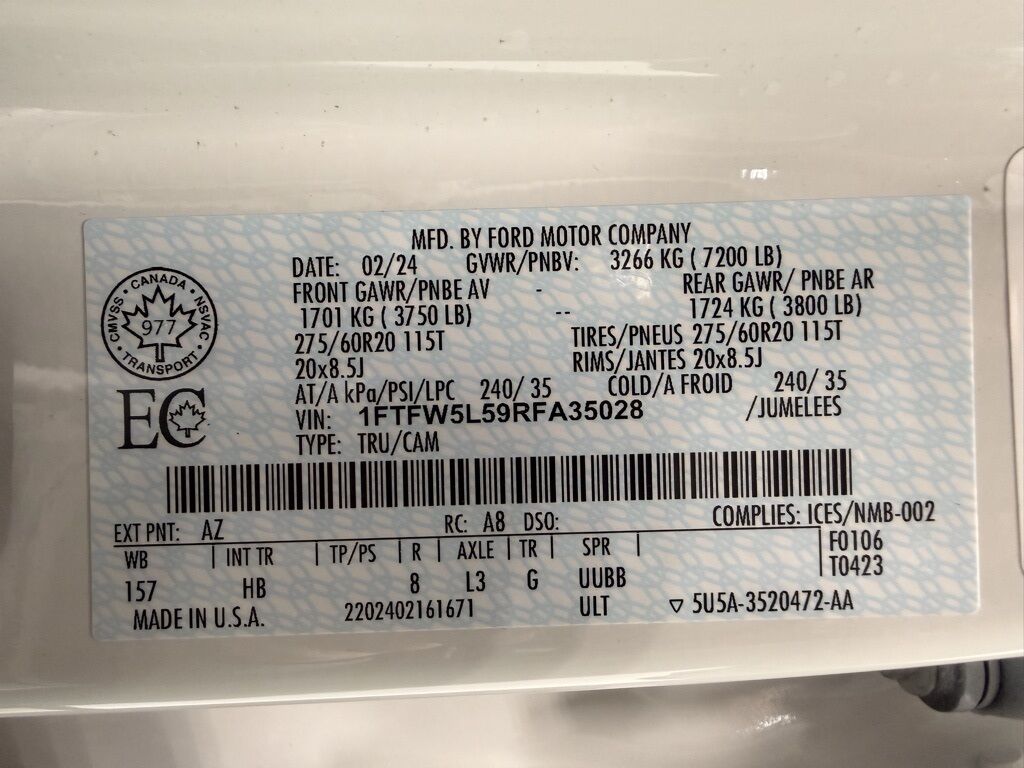 MFD. BY FORD MOTOR COMPANY
DATE: 02/24 GVWR/PNBV: 3266 KG ( 7200 LB)
FRONT GAWR/PNBE AV - REAR GAWR/ PNBE AR
1701 KG ( 3750 LB) -- 1724 KG ( 3800 LB)
275/60R20 115T TIRES/PNEUS 275/60R20 115T
20x8.5J RIMS/JANTES 20x8.5J
AT/A kPa/PSI/LPC 240/ 35 COLD/A FROID 240/ 35
VIN: 1FTFW5L59RFA35028 /JUMELEES
TYPE: TRU/CAM
CANADA
CMVSS • NSVAC
977
TRANSPORT
EC
EXT PNT: AZ RC: A8 DSO: COMPLIES: ICES/NMB-002
WB | INT TR | TP/PS | R | AXLE | TR | SPR | F0106
157 HB 8 L3 G UUBB T0423
MADE IN U.S.A. 2202402161671 ULT ▽ 5U5A-3520472-AA